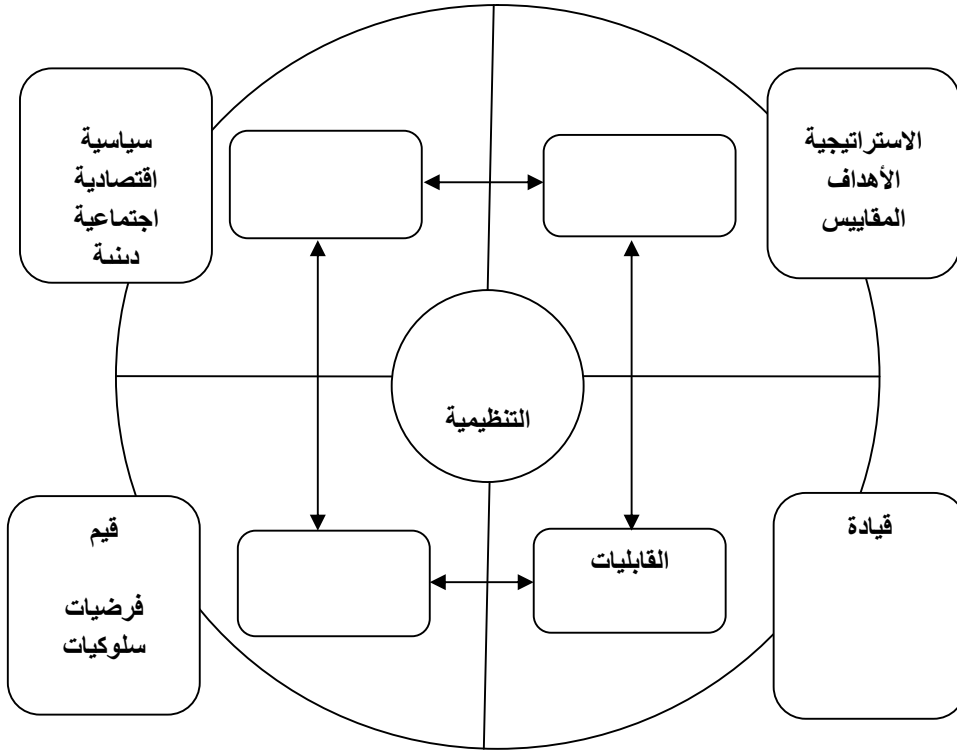 الاستراتيجية
الأهداف
المقاييس
سياسية
اقتصادية
اجتماعية
دينية
التنظيمية
قيادة
القابليات
قيم
فرضيات
سلوكيات